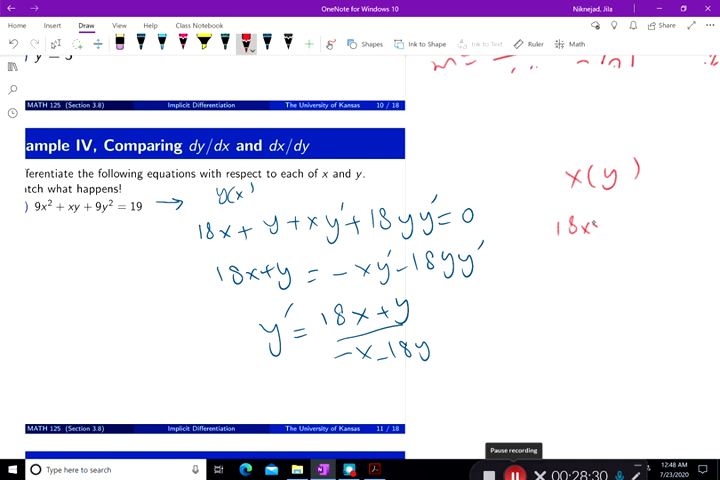 OneNote for Windows 10
Niknejad, Jila
Home Insert Draw View Help Class Notebook
Share
Shapes Ink to Shape Ink to Text Ruler Math
MATH 125 (Section 3.8) Implicit Differentiation The University of Kansas 10 / 18
ample IV, Comparing dy/dx and dx/dy
ferentiate the following equations with respect to each of x and y.
atch what happens!
) 9x² + xy + 9y² = 19 →
y(x)
18x + y + xy' + 18yy' = 0
18x+y = -xy' - 18yy'
y' = 18x+y / -x-18y
x(y)
18x
MATH 125 (Section 3.8) Implicit Differentiation The University of Kansas 11 / 18
Pause recording
Type here to search
00:28:30
12:48 AM
7/23/2020